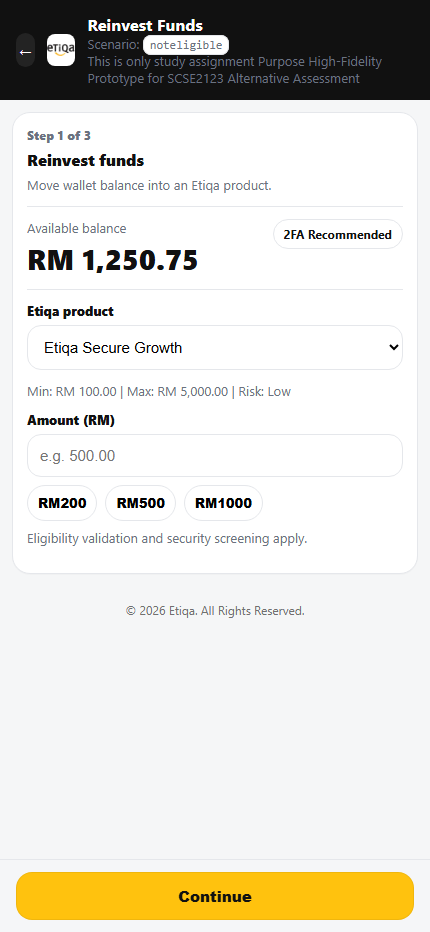 Reinvest Funds
Scenario: noteligible
This is only study assignment Purpose High-Fidelity
Prototype for SCSE2123 Alternative Assessment
←
etiqa
Step 1 of 3
Reinvest funds
Move wallet balance into an Etiqa product.
Available balance
2FA Recommended
RM 1,250.75
Etiqa product
Etiqa Secure Growth
Min: RM 100.00 | Max: RM 5,000.00 | Risk: Low
Amount (RM)
e.g. 500.00
RM200 RM500 RM1000
Eligibility validation and security screening apply.
© 2026 Etiqa. All Rights Reserved.
Continue